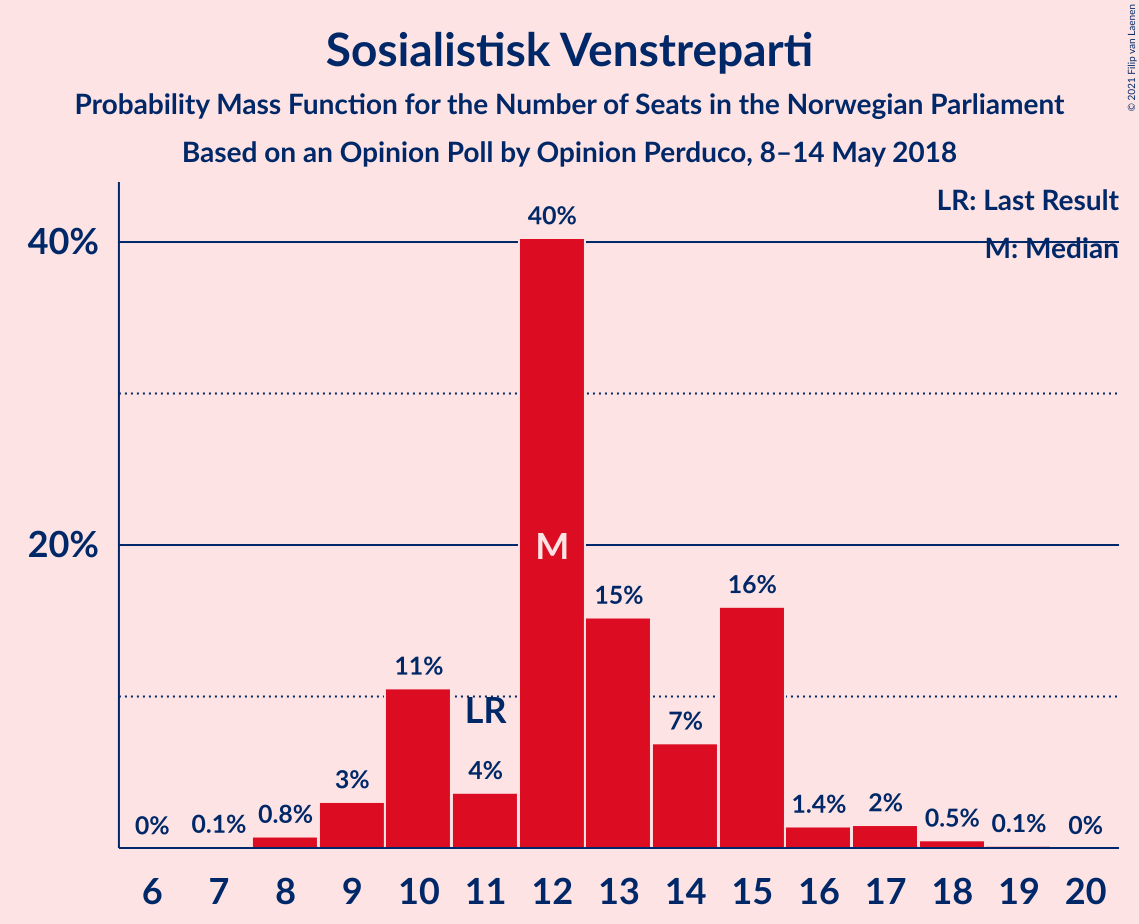 Sosialistisk Venstreparti
Probability Mass Function for the Number of Seats in the Norwegian Parliament
Based on an Opinion Poll by Opinion Perduco, 8–14 May 2018
© 2021 Filip van Laenen
LR: Last Result
M: Median
40%
20%
0%
0.1%
0.8%
3%
11%
LR
4%
40%
M
15%
7%
16%
1.4%
2%
0.5%
0.1%
0%
6 7 8 9 10 11 12 13 14 15 16 17 18 19 20